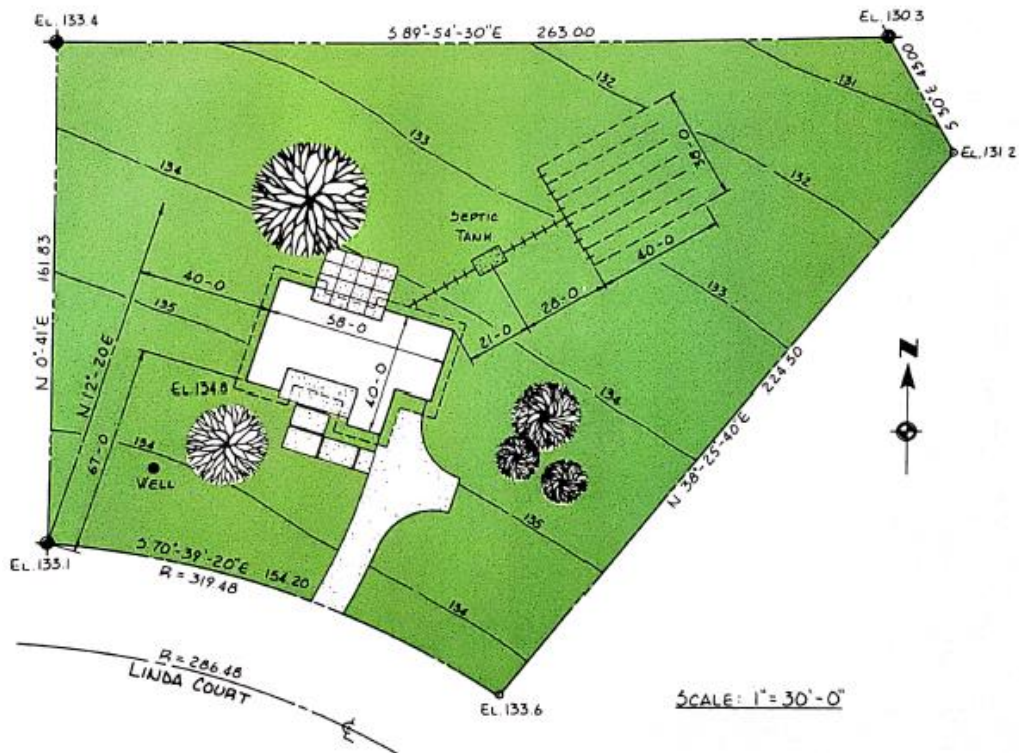 EL. 133.4
S 89°-54'-30"E 263.00
EL. 130.3
S 30°E 45.00
EL. 131.2
132
131
133
132
134
36-0
SEPTIC
TANK
40-0
40-0
28-0
21-0
133
N 0°-41'E 161.83
N 12°-20'E
135
58-0
40-0
EL. 134.8
67-0
134
134
WELL
N 38°-25'-40"E 224.50
N
135
134
EL. 133.1
S 70°-39'-20"E 154.20
R = 319.48
R = 286.48
LINDA COURT
EL. 133.6
SCALE: 1" = 30'-0"